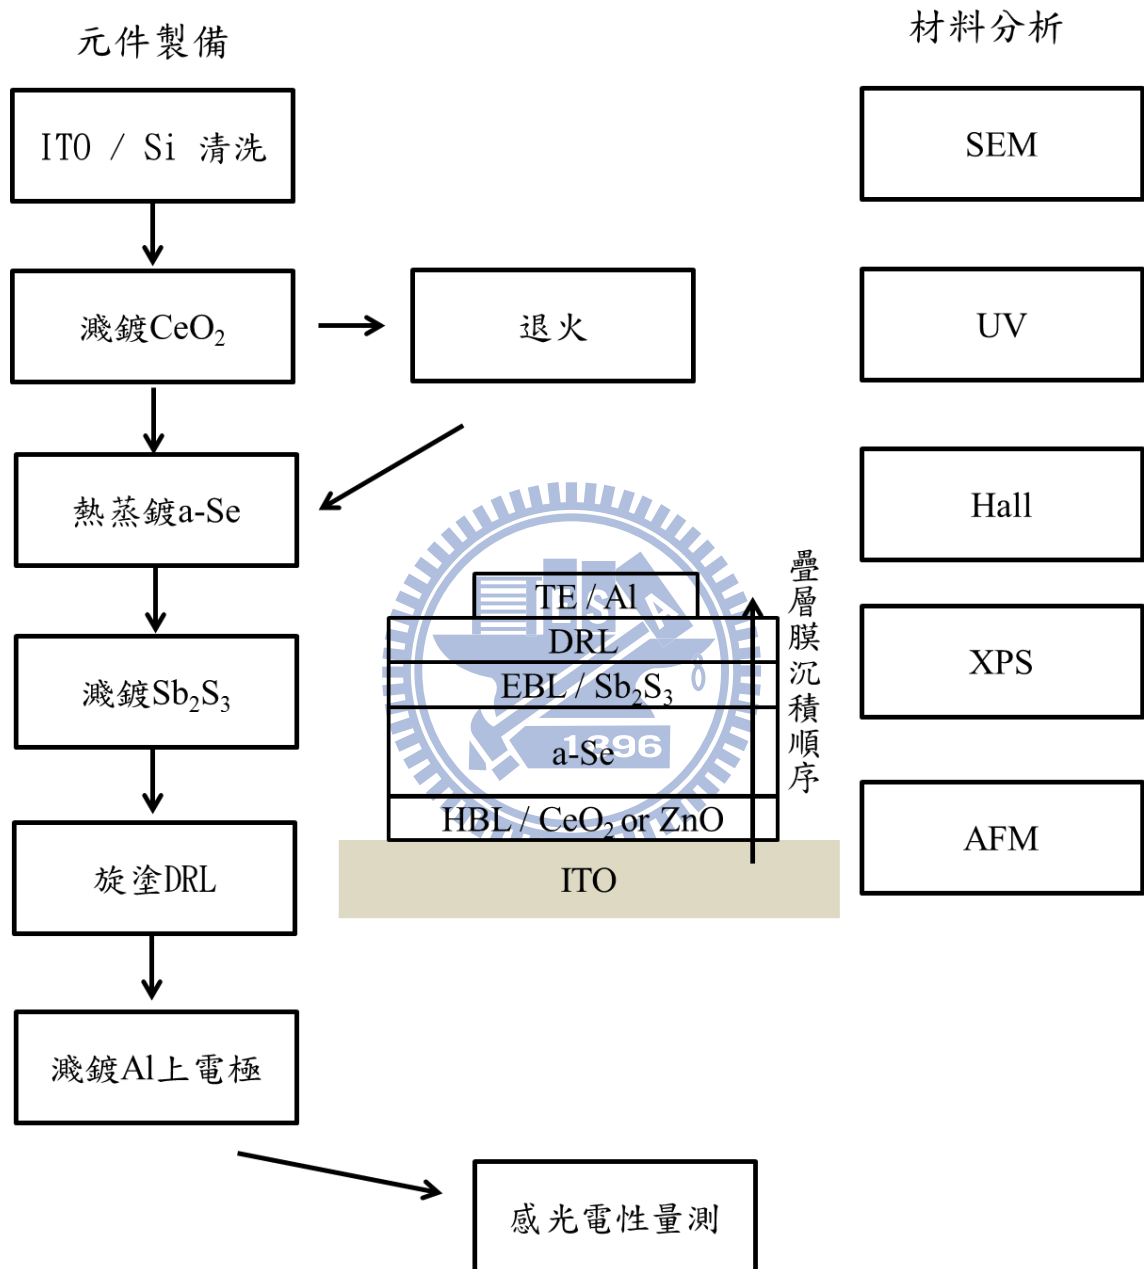 元件製備
ITO / Si 清洗
濺鍍CeO₂
退火
熱蒸鍍a-Se
濺鍍Sb₂S₃
旋塗DRL
濺鍍Al上電極
感光電性量測
TE / Al
DRL
EBL / Sb₂S₃
a-Se
1896
HBL / CeO₂ or ZnO
ITO
疊層膜沉積順序
材料分析
SEM
UV
Hall
XPS
AFM